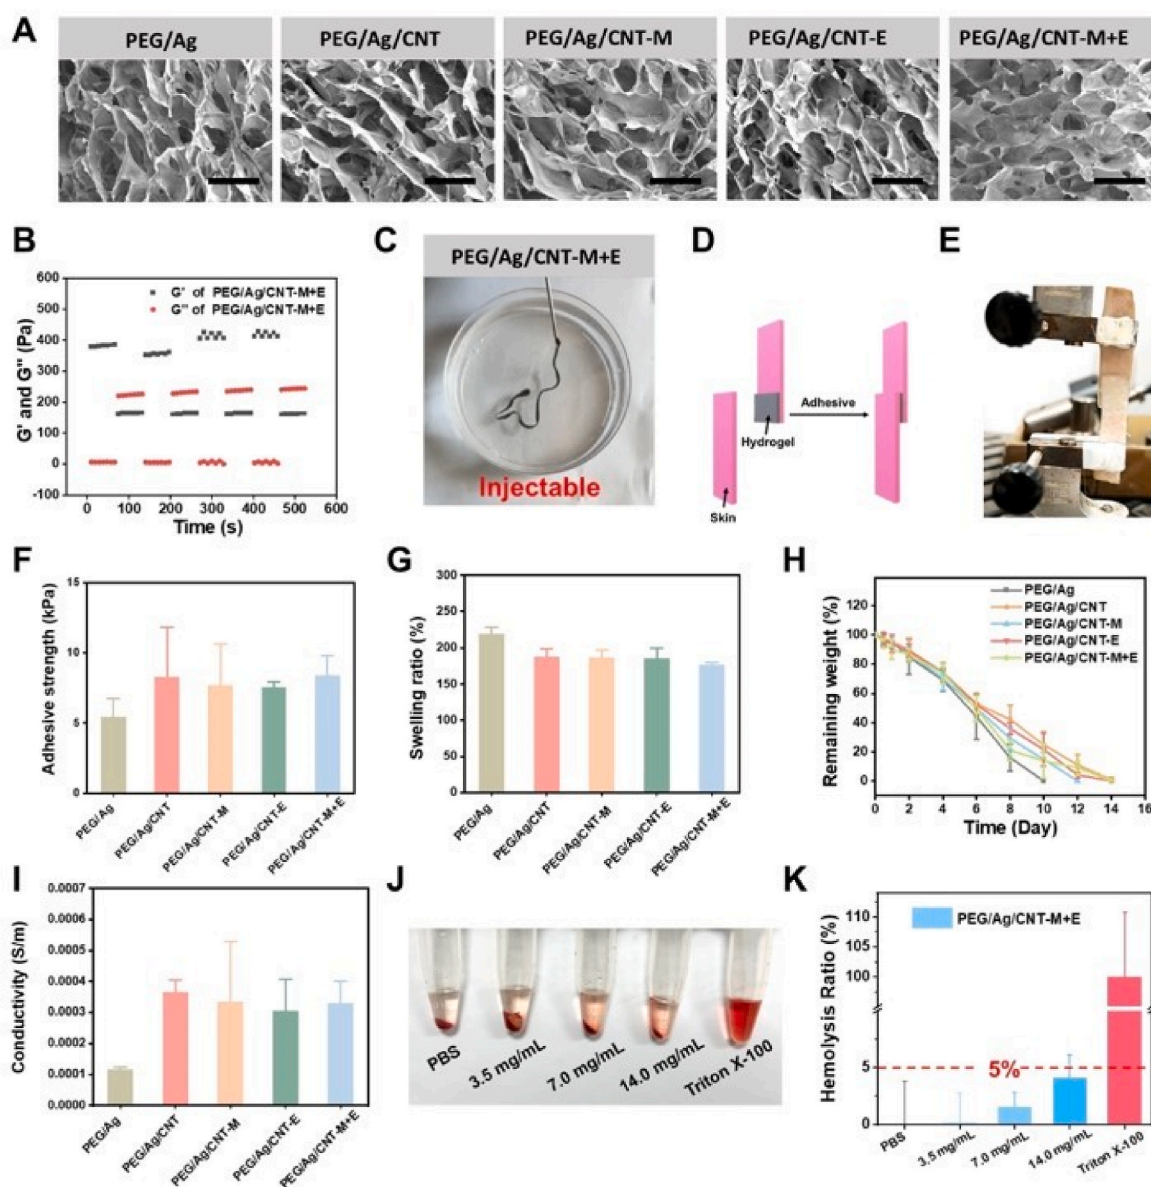 A
PEG/Ag
PEG/Ag/CNT
PEG/Ag/CNT-M
PEG/Ag/CNT-E
PEG/Ag/CNT-M+E
B
G' and G'' (Pa)
600
500
400
300
200
100
0
-100
G' of PEG/Ag/CNT-M+E
G'' of PEG/Ag/CNT-M+E
0 100 200 300 400 500 600
Time (s)
C
PEG/Ag/CNT-M+E
Injectable
D
Adhesive
Hydrogel
Skin
E
F
Adhesive strength (kPa)
15
10
5
0
PEG/Ag
PEG/Ag/CNT
PEG/Ag/CNT-M
PEG/Ag/CNT-E
PEG/Ag/CNT-M+E
G
Swelling ratio (%)
300
250
200
150
100
50
0
PEG/Ag
PEG/Ag/CNT
PEG/Ag/CNT-M
PEG/Ag/CNT-E
PEG/Ag/CNT-M+E
H
Remaining weight (%)
120
100
80
60
40
20
0
PEG/Ag
PEG/Ag/CNT
PEG/Ag/CNT-M
PEG/Ag/CNT-E
PEG/Ag/CNT-M+E
0 2 4 6 8 10 12 14 16
Time (Day)
I
Conductivity (S/m)
0.0007
0.0006
0.0005
0.0004
0.0003
0.0002
0.0001
0.0000
PEG/Ag
PEG/Ag/CNT
PEG/Ag/CNT-M
PEG/Ag/CNT-E
PEG/Ag/CNT-M+E
J
PBS
3.5 mg/mL
7.0 mg/mL
14.0 mg/mL
Triton X-100
K
Hemolysis Ratio (%)
110
105
100
5
0
PEG/Ag/CNT-M+E
5%
PBS
3.5 mg/mL
7.0 mg/mL
14.0 mg/mL
Triton X-100